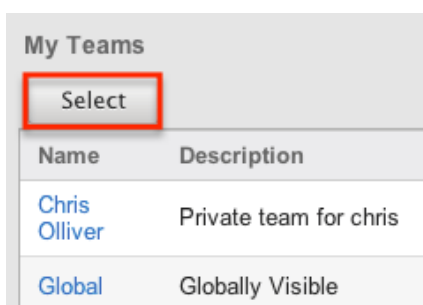 My Teams
Select
Name Description
Chris
Olliver Private team for chris
Global Globally Visible